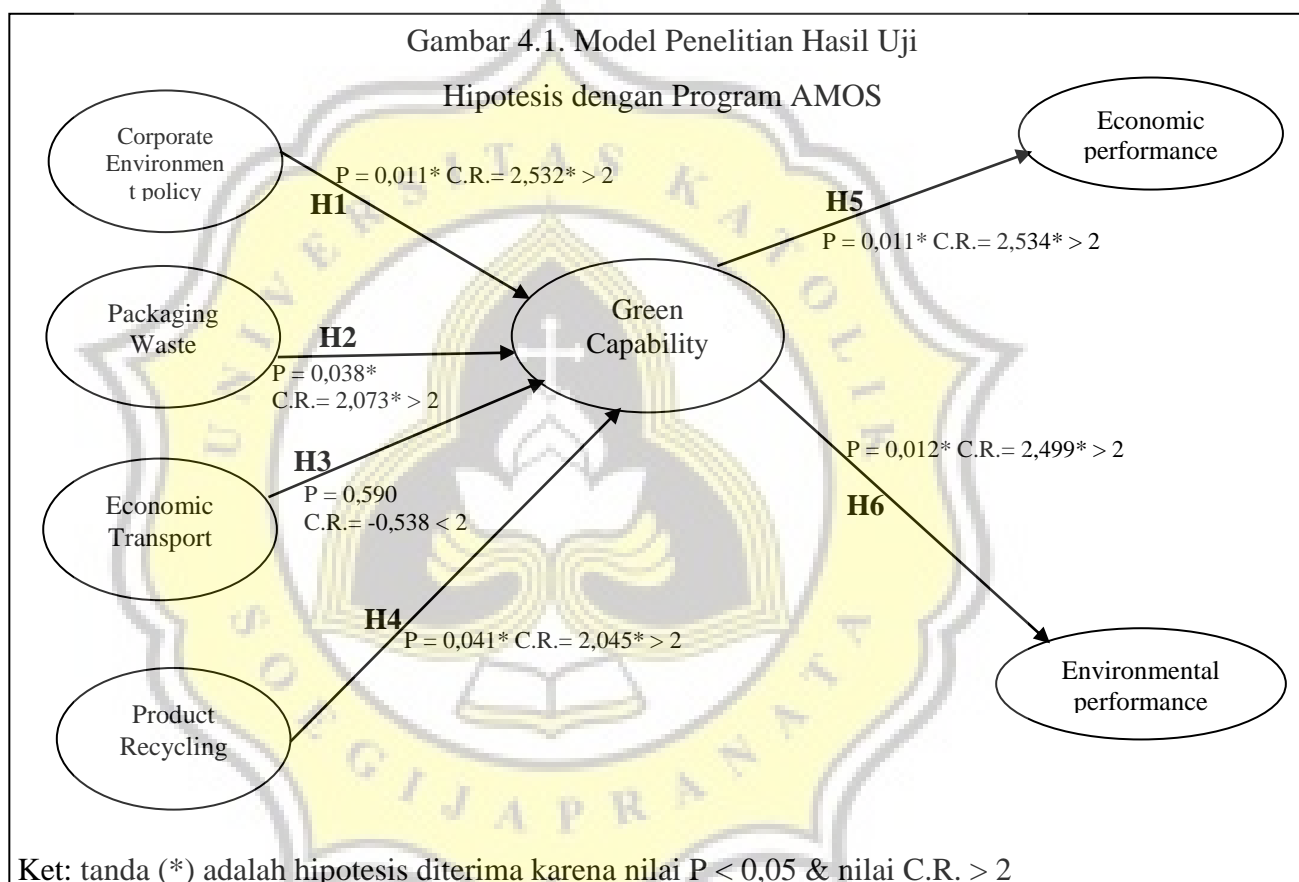 Gambar 4.1. Model Penelitian Hasil Uji
Hipotesis dengan Program AMOS
Corporate
Environmen
t policy
Economic
performance
P = 0,011* C.R.= 2,532* > 2
H1
H5
P = 0,011* C.R.= 2,534* > 2
Packaging
Waste
Green
Capability
H2
P = 0,038*
C.R.= 2,073* > 2
H3
P = 0,590
C.R.= -0,538 < 2
P = 0,012* C.R.= 2,499* > 2
H6
Economic
Transport
H4
P = 0,041* C.R.= 2,045* > 2
Product
Recycling
Environmental
performance
Ket: tanda (*) adalah hipotesis diterima karena nilai P < 0,05 & nilai C.R. > 2
UNIVERSITAS KATOLIK
SOEGIJAPRANATA